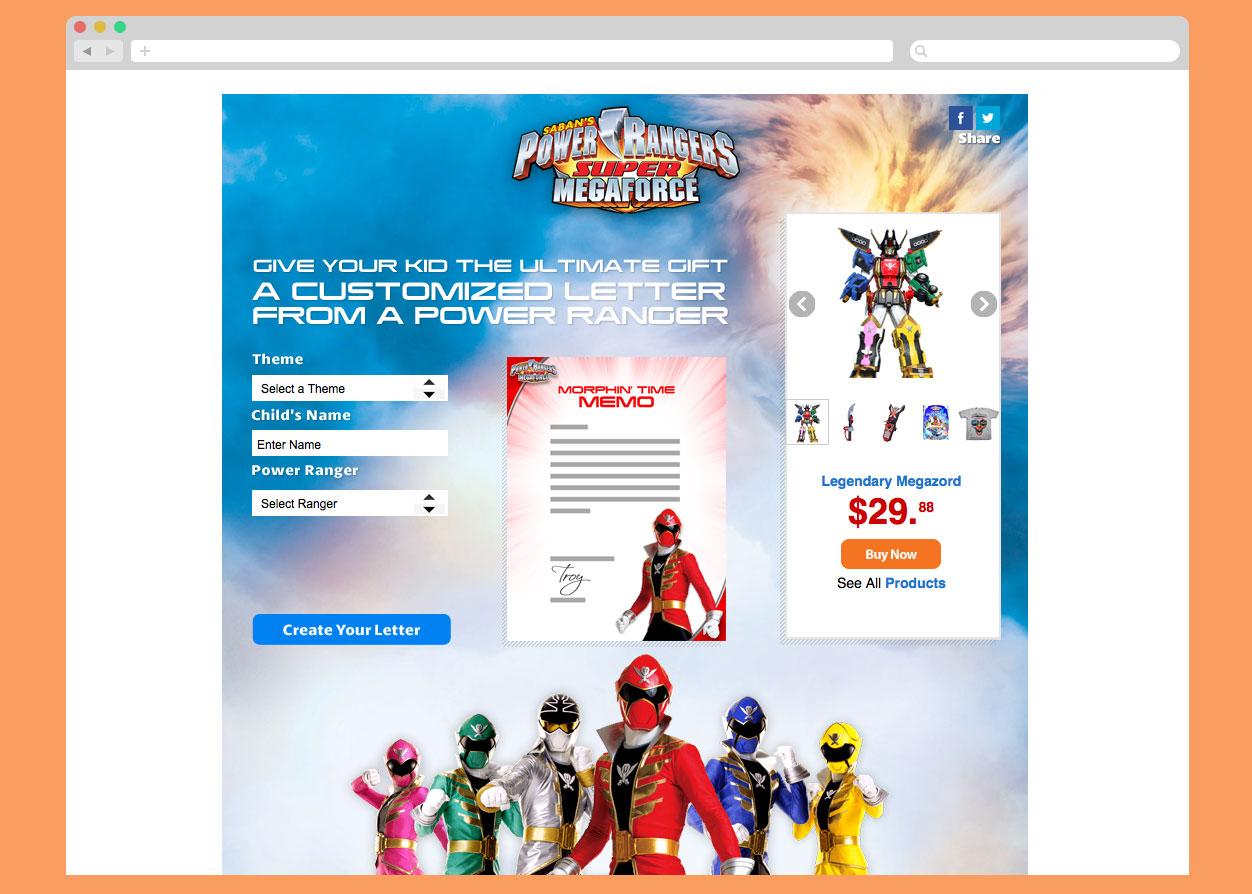 SABAN'S
POWER RANGERS
SUPER
MEGAFORCE
f
Share
GIVE YOUR KID THE ULTIMATE GIFT
A CUSTOMIZED LETTER
FROM A POWER RANGER
Theme
Select a Theme
Child's Name
Enter Name
Power Ranger
Select Ranger
Create Your Letter
POWER RANGERS
MEGAFORCE
MORPHIN' TIME
MEMO
Troy
Legendary Megazord
$29.88
Buy Now
See All Products